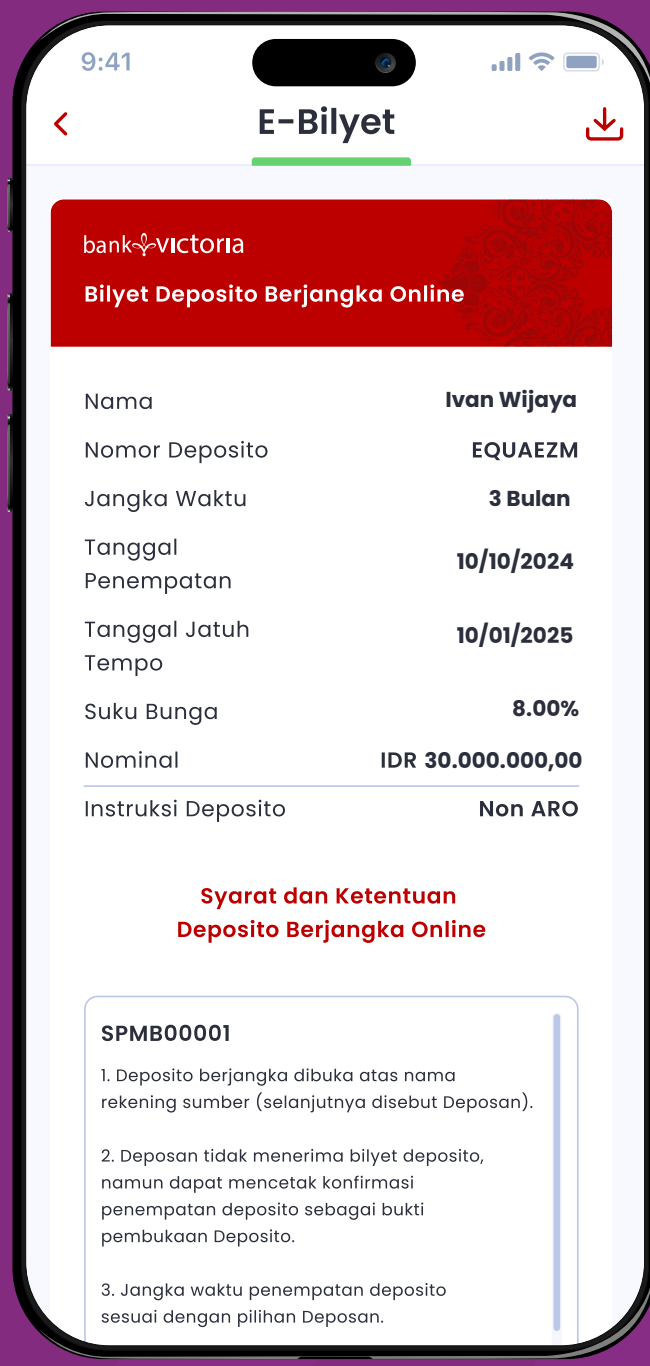 9:41
E-Bilyet
bank victoria
Bilyet Deposito Berjangka Online
Nama Ivan Wijaya
Nomor Deposito EQUAEZM
Jangka Waktu 3 Bulan
Tanggal
Penempatan 10/10/2024
Tanggal Jatuh
Tempo 10/01/2025
Suku Bunga 8.00%
Nominal IDR 30.000.000,00
Instruksi Deposito Non ARO
Syarat dan Ketentuan
Deposito Berjangka Online
SPMB00001
1. Deposito berjangka dibuka atas nama
rekening sumber (selanjutnya disebut Deposan).
2. Deposan tidak menerima bilyet deposito,
namun dapat mencetak konfirmasi
penempatan deposito sebagai bukti
pembukaan Deposito.
3. Jangka waktu penempatan deposito
sesuai dengan pilihan Deposan.